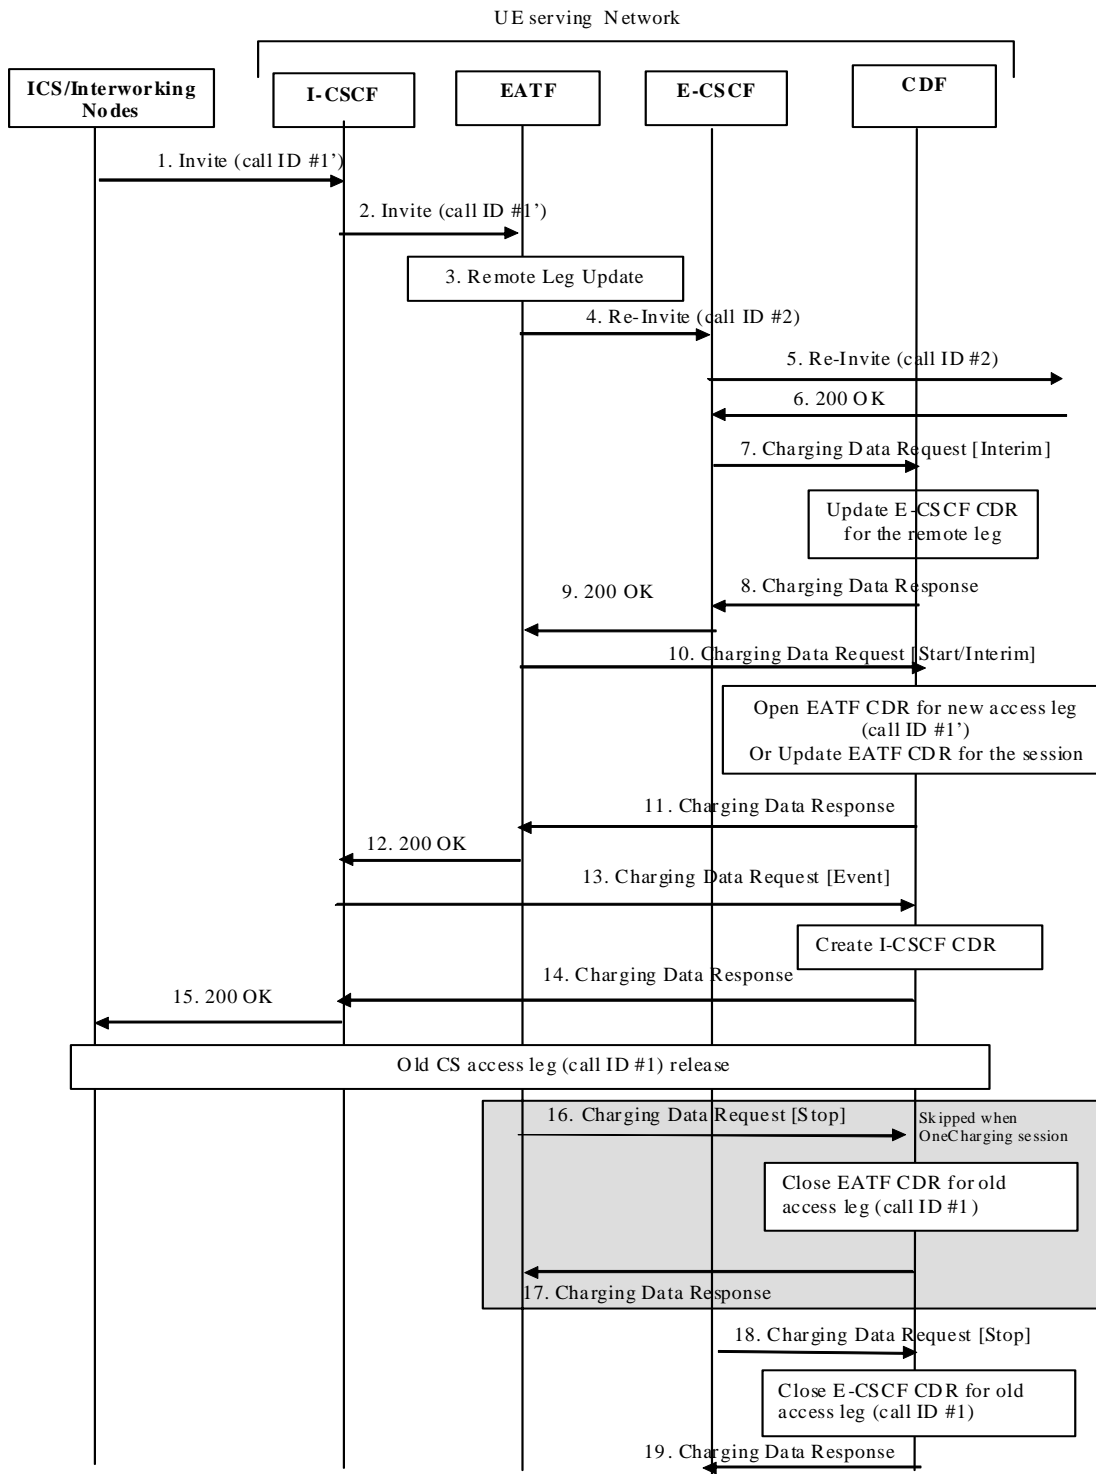 UE serving Network
ICS/Interworking
Nodes
I-CSCF
EATF
E-CSCF
CDF
1. Invite (call ID #1’)
2. Invite (call ID #1’)
3. Remote Leg Update
4. Re-Invite (call ID #2)
5. Re-Invite (call ID #2)
6. 200 OK
7. Charging Data Request [Interim]
Update E-CSCF CDR
for the remote leg
8. Charging Data Response
9. 200 OK
10. Charging Data Request [Start/Interim]
Open EATF CDR for new access leg
(call ID #1’)
Or Update EATF CDR for the session
11. Charging Data Response
12. 200 OK
13. Charging Data Request [Event]
Create I-CSCF CDR
14. Charging Data Response
15. 200 OK
Old CS access leg (call ID #1) release
16. Charging Data Request [Stop]
Skipped when
OneCharging session
Close EATF CDR for old
access leg (call ID #1)
17. Charging Data Response
18. Charging Data Request [Stop]
Close E-CSCF CDR for old
access leg (call ID #1)
19. Charging Data Response